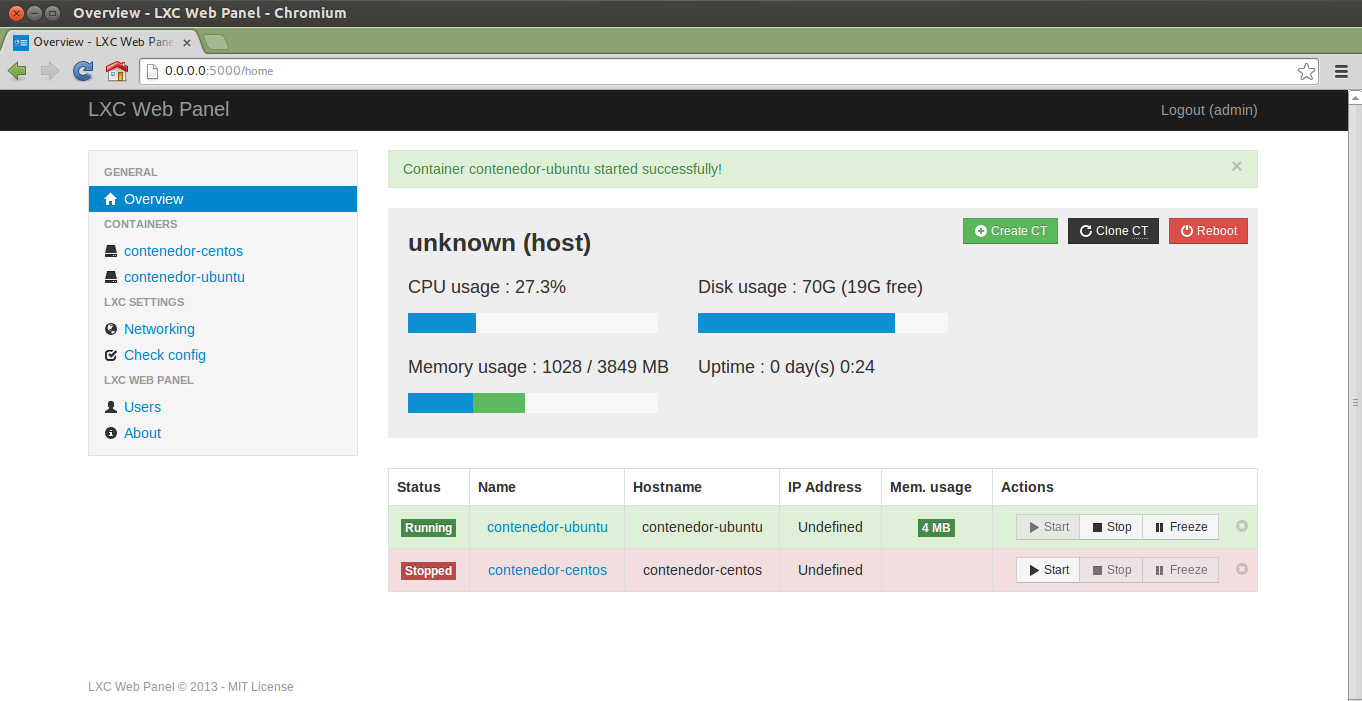 Overview - LXC Web Panel - Chromium
Overview - LXC Web Pane
0.0.0.0:5000/home
LXC Web Panel
Logout (admin)
GENERAL
Overview
CONTAINERS
contenedor-centos
contenedor-ubuntu
LXC SETTINGS
Networking
Check config
LXC WEB PANEL
Users
About
Container contenedor-ubuntu started successfully! ×
unknown (host)
Create CT Clone CT Reboot
CPU usage : 27.3% Disk usage : 70G (19G free)
Memory usage : 1028 / 3849 MB Uptime : 0 day(s) 0:24
Status Name Hostname IP Address Mem. usage Actions
Running contenedor-ubuntu contenedor-ubuntu Undefined 4 MB Start Stop Freeze
Stopped contenedor-centos contenedor-centos Undefined Start Stop Freeze
LXC Web Panel © 2013 - MIT License